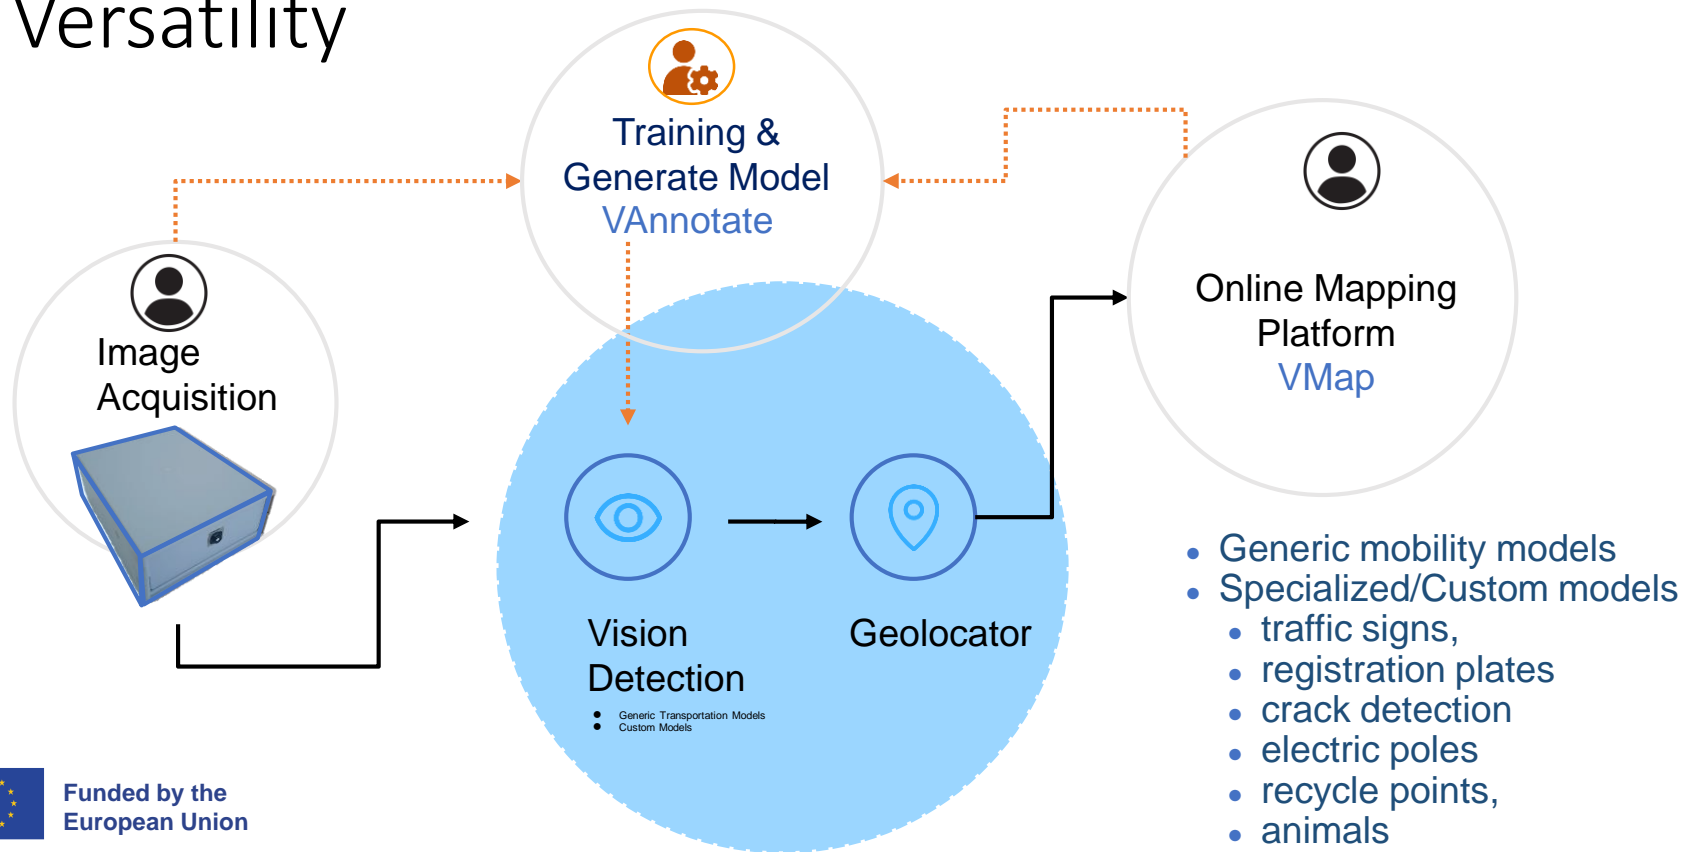 Versatility
Training &
Generate Model
VAnnotate
Image
Acquisition
Online Mapping
Platform
VMap
Vision
Detection
• Generic Transportation Models
• Custom Models
Geolocator
• Generic mobility models
• Specialized/Custom models
• traffic signs,
• registration plates
• crack detection
• electric poles
• recycle points,
• animals
Funded by the
European Union